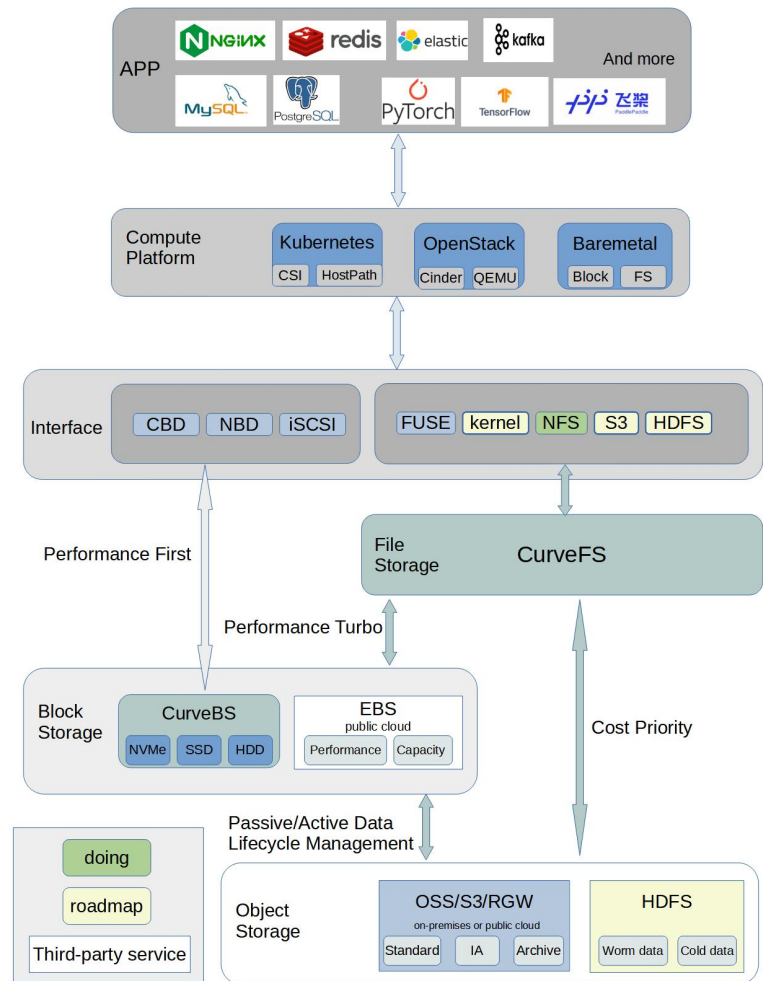 NGiNX
redis
elastic
kafka
APP
And more
MySQL
PostgreSQL
PyTorch
TensorFlow
飞桨
PaddlePaddle
Compute
Platform
Kubernetes
CSI
HostPath
OpenStack
Cinder
QEMU
Baremetal
Block
FS
Interface
CBD
NBD
iSCSI
FUSE
kernel
NFS
S3
HDFS
Performance First
File
Storage
CurveFS
Performance Turbo
Block
Storage
CurveBS
NVMe
SSD
HDD
EBS
public cloud
Performance
Capacity
Cost Priority
Passive/Active Data
Lifecycle Management
doing
roadmap
Third-party service
Object
Storage
OSS/S3/RGW
on-premises or public cloud
Standard
IA
Archive
HDFS
Worm data
Cold data